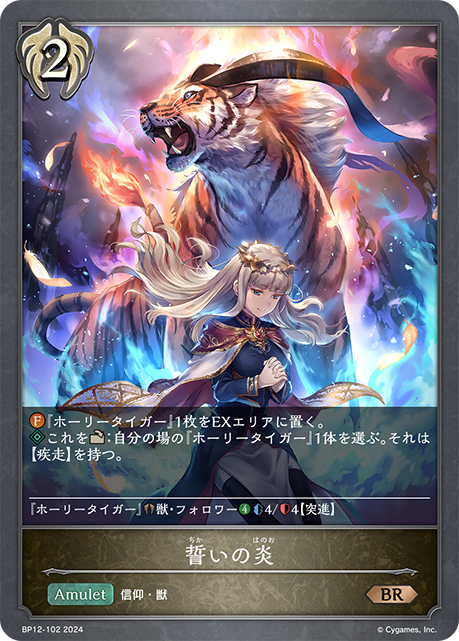 2
F『ホーリータイガー』1枚をEXエリアに置く。
これを:自分の場の『ホーリータイガー』1体を選ぶ。それは
【疾走】を持つ。
『ホーリータイガー』獣・フォロワー4 4/4【突進】
ちか ほのお
誓いの炎
Amulet 信仰・獣 BR
BP12-102 2024 © Cygames, Inc.